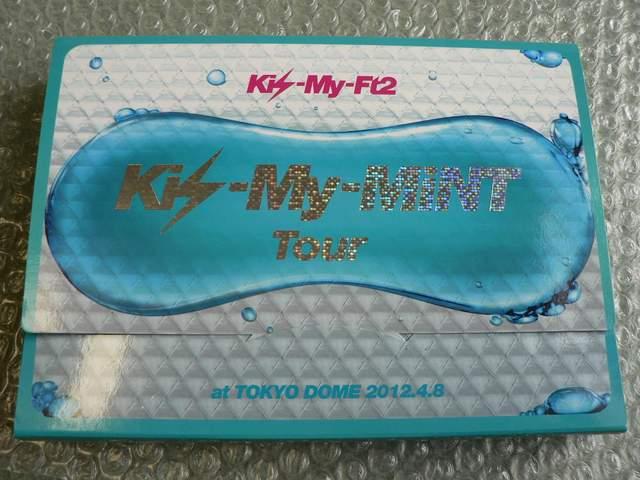 Kis-My-Ft2
Kis-My-MiNT
Tour
at TOKYO DOME 2012.4.8